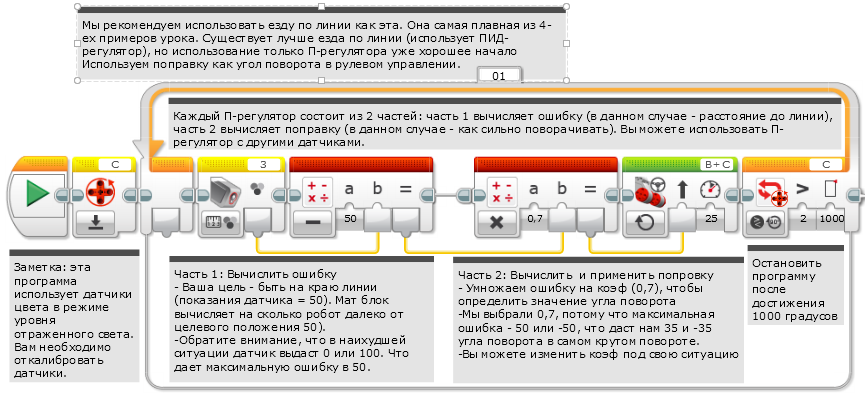 Мы рекомендуем использовать езду по линии как эта. Она самая плавная из 4-
ех примеров урока. Существует лучше езда по линии (использует ПИД-
регулятор), но использование только П-регулятора уже хорошее начало
Используем поправку как угол поворота в рулевом управлении.
01
Каждый П-регулятор состоит из 2 частей: часть 1 вычисляет ошибку (в данном случае - расстояние до линии),
часть 2 вычисляет поправку (в данном случае - как сильно поворачивать). Вы можете использовать П-
регулятор с другими датчиками.
C 3 B+C C
a b = a b = >
50 0,7 25 2 1000
Заметка: эта
программа
использует датчики
цвета в режиме
уровня
отраженного света.
Вам необходимо
откалибровать
датчики.
Часть 1: Вычислить ошибку
- Ваша цель - быть на краю линии
(показания датчика = 50). Мат блок
вычисляет на сколько робот далеко от
целевого положения 50).
-Обратите внимание, что в наихудшей
ситуации датчик выдаст 0 или 100. Что
дает максимальную ошибку в 50.
Часть 2: Вычислить и применить попровку
- Умножаем ошибку на коэф (0,7), чтобы
определить значение угла поворота
-Мы выбрали 0,7, потому что максимальная
ошибка - 50 или -50, что даст нам 35 и -35
угла поворота в самом крутом повороте.
-Вы можете изменить коэф под свою ситуацию
Остановить
программу
после
достижения
1000 градусов